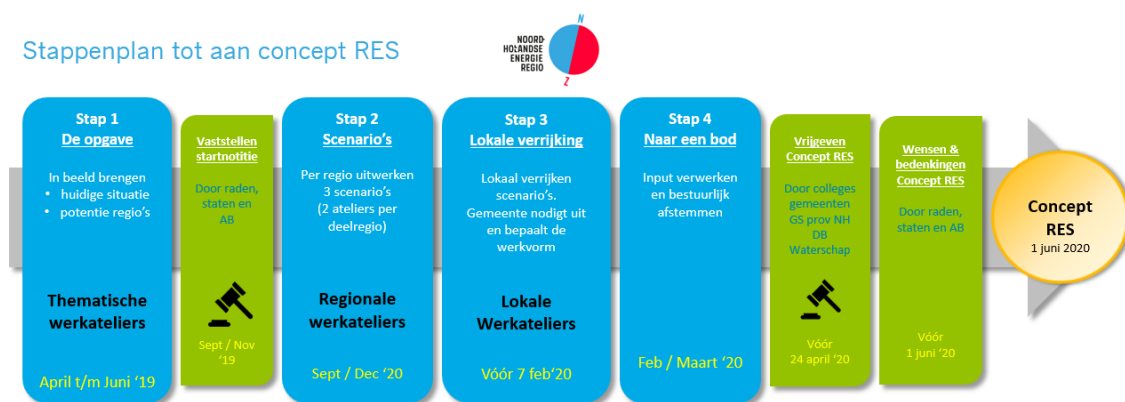 Stappenplan tot aan concept RES
NOORD
HOLANDSE
ENERGIE
REGIO
N
Z
Stap 1
De opgave
In beeld brengen
• huidige situatie
• potentie regio's
Thematische
werkateliers
April t/m Juni '19
Vaststellen
startnotitie
Door raden,
staten en
AB
Sept / Nov
'19
Stap 2
Scenario's
Per regio uitwerken
3 scenario's
(2 ateliers per
deelregio)
Regionale
werkateliers
Sept / Dec '20
Stap 3
Lokale verrijking
Lokaal verrijken
scenario's.
Gemeente nodigt uit
en bepaalt de
werkvorm
Lokale
Werkateliers
Vóór 7 feb'20
Stap 4
Naar een bod
Input verwerken
en bestuurlijk
afstemmen
Feb / Maart '20
Vrijgeven
Concept RES
Door colleges
gemeenten
GS prov NH
DB
Waterschap
Vóór
24 april '20
Wensen &
bedenkingen
Concept RES
Door raden,
staten en AB
Vóór
1 juni '20
Concept
RES
1 juni 2020